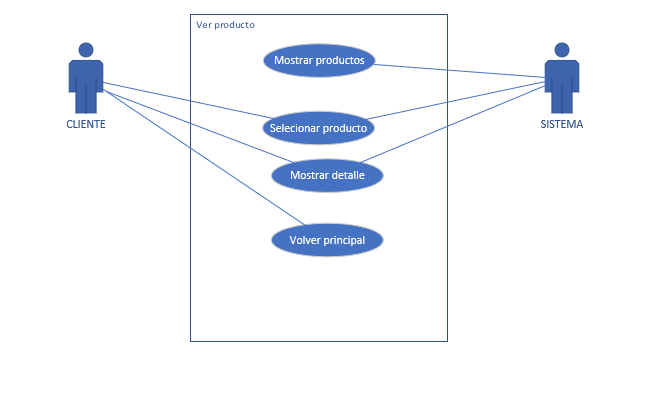 Ver producto
Mostrar productos
CLIENTE
SISTEMA
Selecionar producto
Mostrar detalle
Volver principal